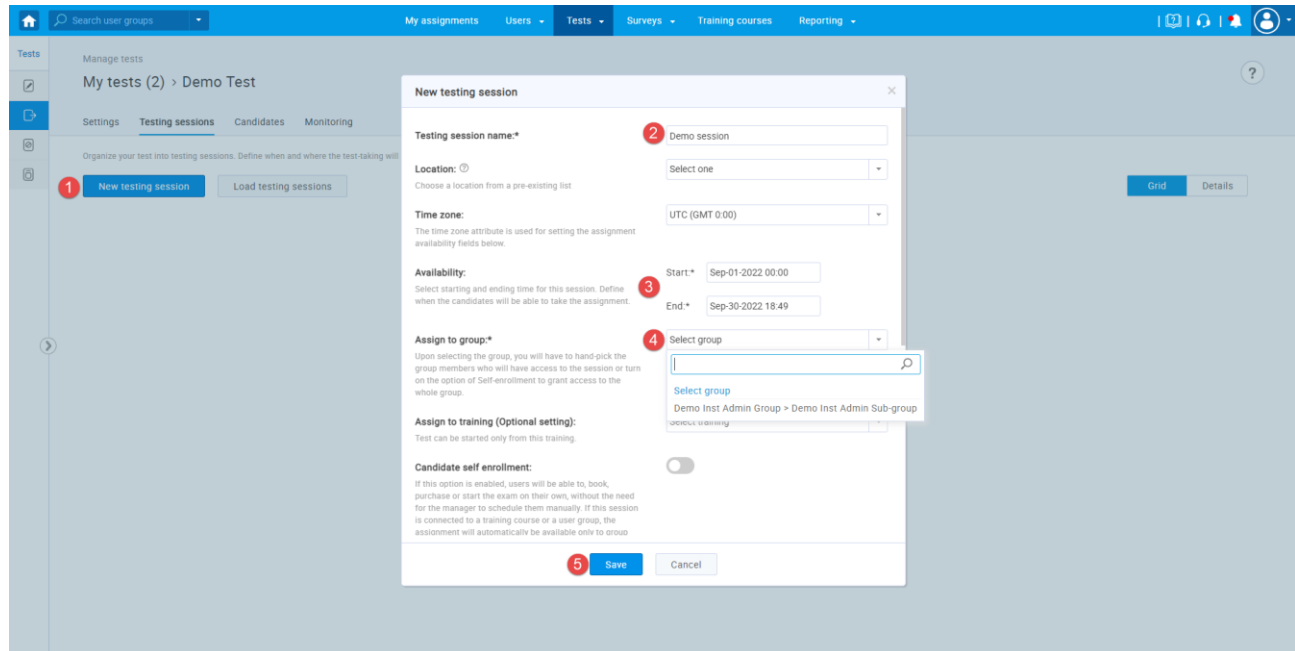 Search user groups
My assignments Users Tests Surveys Training courses Reporting
Tests
Manage tests
My tests (2) > Demo Test
?
Settings Testing sessions Candidates Monitoring
Organize your test into testing sessions. Define when and where the test-taking will
1
New testing session Load testing sessions
Grid Details
New testing session
Testing session name:*
2
Demo session
Location:
Select one
Choose a location from a pre-existing list
Time zone:
UTC (GMT 0:00)
The time zone attribute is used for setting the assignment
availability fields below.
Availability:
Start:* Sep-01-2022 00:00
Select starting and ending time for this session. Define
when the candidates will be able to take the assignment.
3
End:* Sep-30-2022 18:49
Assign to group:*
4
Select group
Upon selecting the group, you will have to hand-pick the
group members who will have access to the session or turn
on the option of Self-enrollment to grant access to the
whole group.
Select group
Demo Inst Admin Group > Demo Inst Admin Sub-group
Assign to training (Optional setting):
Select training
Test can be started only from this training.
Candidate self enrollment:
If this option is enabled, users will be able to, book,
purchase or start the exam on their own, without the need
for the manager to schedule them manually. If this session
is connected to a training course or a user group, the
assignment will automatically be available only to group
5
Save Cancel